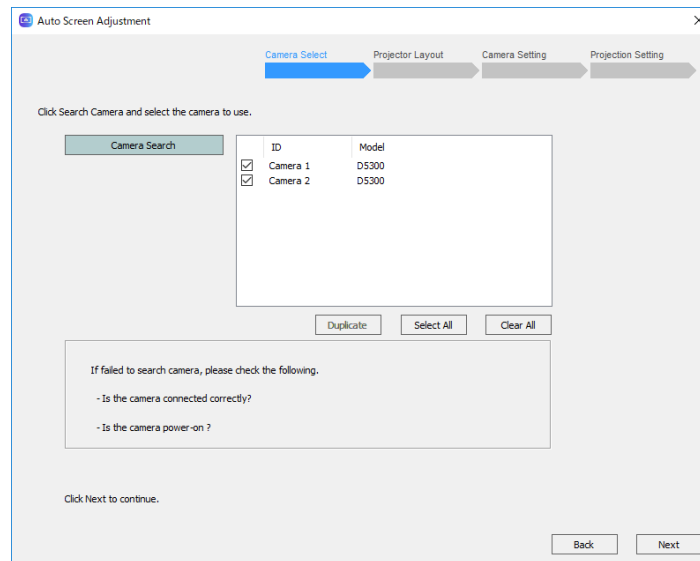 Auto Screen Adjustment
Camera Select Projector Layout Camera Setting Projection Setting
Click Search Camera and select the camera to use.
Camera Search
ID Model
Camera 1 D5300
Camera 2 D5300
Duplicate Select All Clear All
If failed to search camera, please check the following.
- Is the camera connected correctly?
- Is the camera power-on ?
Click Next to continue.
Back Next